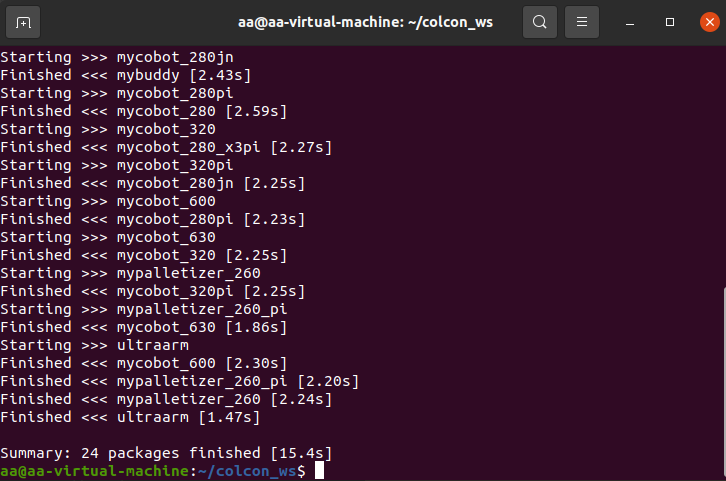 aa@aa-virtual-machine: ~/colcon_ws
Starting >>> mycobot_280jn
Finished <<< mybuddy [2.43s]
Starting >>> mycobot_280pi
Finished <<< mycobot_280 [2.59s]
Starting >>> mycobot_320
Finished <<< mycobot_280_x3pi [2.27s]
Starting >>> mycobot_320pi
Finished <<< mycobot_280jn [2.25s]
Starting >>> mycobot_600
Finished <<< mycobot_280pi [2.23s]
Starting >>> mycobot_630
Finished <<< mycobot_320 [2.25s]
Starting >>> mypalletizer_260
Finished <<< mycobot_320pi [2.25s]
Starting >>> mypalletizer_260_pi
Finished <<< mycobot_630 [1.86s]
Starting >>> ultraarm
Finished <<< mycobot_600 [2.30s]
Finished <<< mypalletizer_260_pi [2.20s]
Finished <<< mypalletizer_260 [2.24s]
Finished <<< ultraarm [1.47s]
Summary: 24 packages finished [15.4s]
aa@aa-virtual-machine:~/colcon_ws$